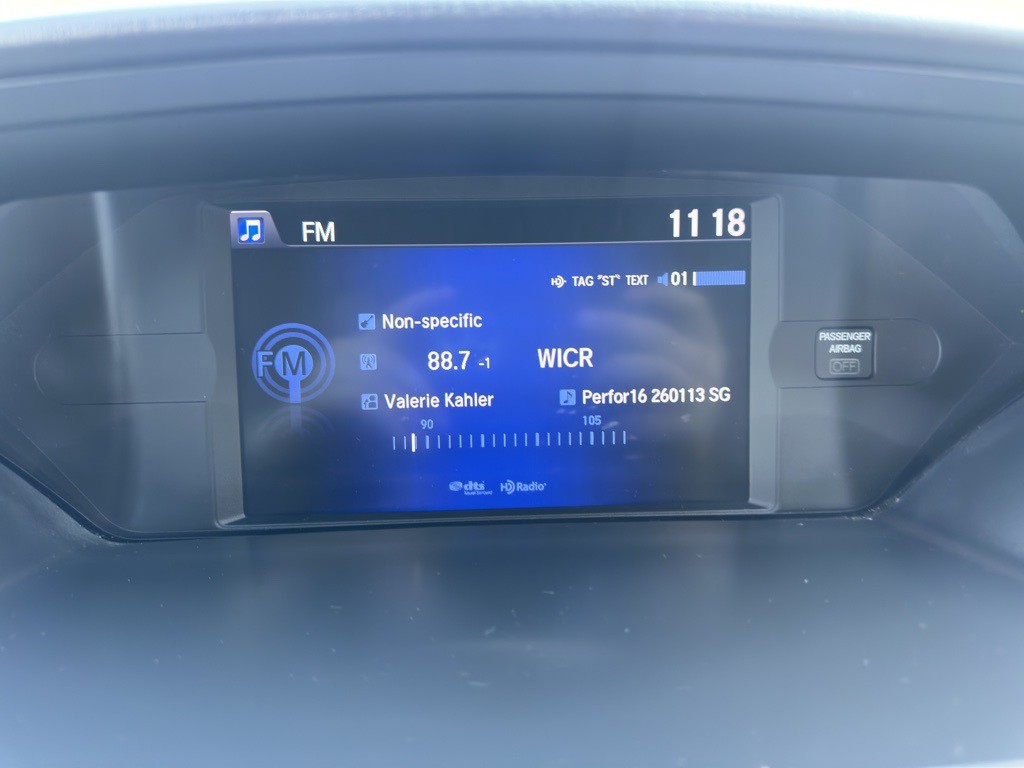 FM 11 18
TAG "ST" TEXT 01
Non-specific
PASSENGER
AIRBAG
OFF
FM
88.7 -1 WICR
Valerie Kahler Perfor16 260113 SG
90 105
dts HD Radio